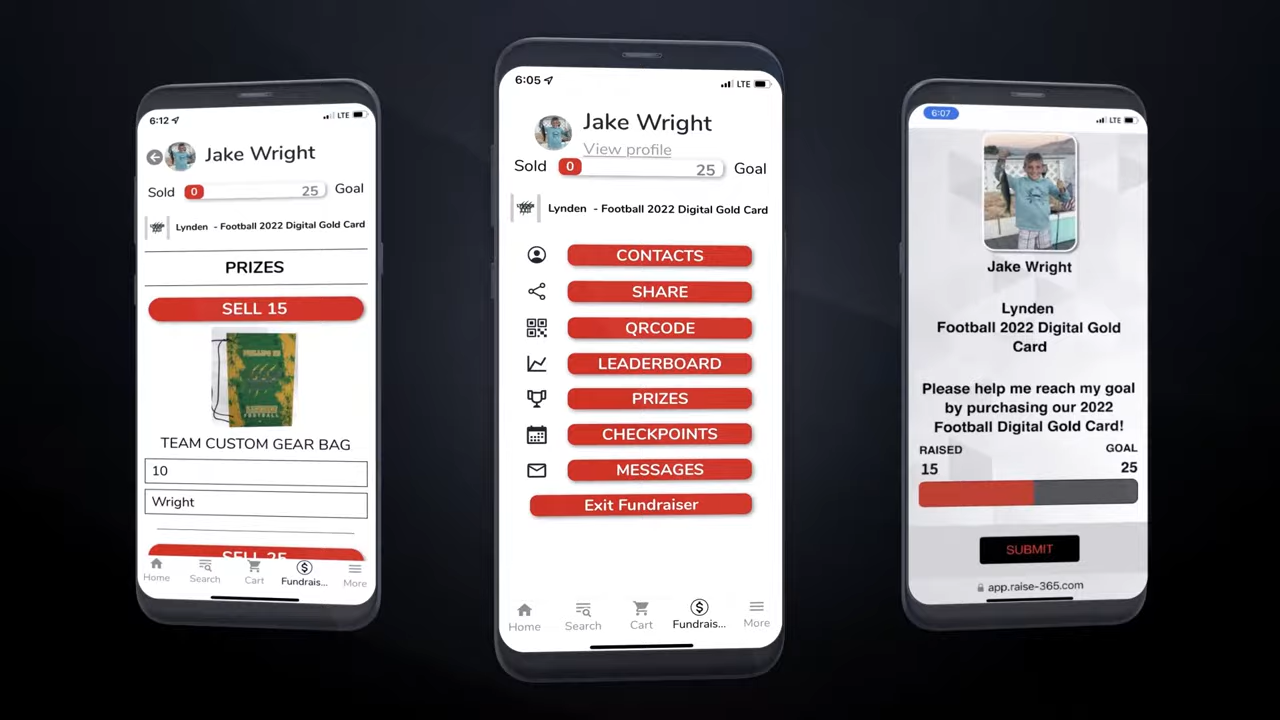 6:12
LTE
Jake Wright
Sold 0 25 Goal
Lynden - Football 2022 Digital Gold Card
PRIZES
SELL 15
TEAM CUSTOM GEAR BAG
10
Wright
SELL 25
Home Search Cart Fundrais... More
6:05
LTE
Jake Wright
View profile
Sold 0 25 Goal
Lynden - Football 2022 Digital Gold Card
CONTACTS
SHARE
QRCODE
LEADERBOARD
PRIZES
CHECKPOINTS
MESSAGES
Exit Fundraiser
Home Search Cart Fundrais... More
6:07
LTE
Jake Wright
Lynden
Football 2022 Digital Gold
Card
Please help me reach my goal
by purchasing our 2022
Football Digital Gold Card!
RAISED GOAL
15 25
SUBMIT
app.raise-365.com